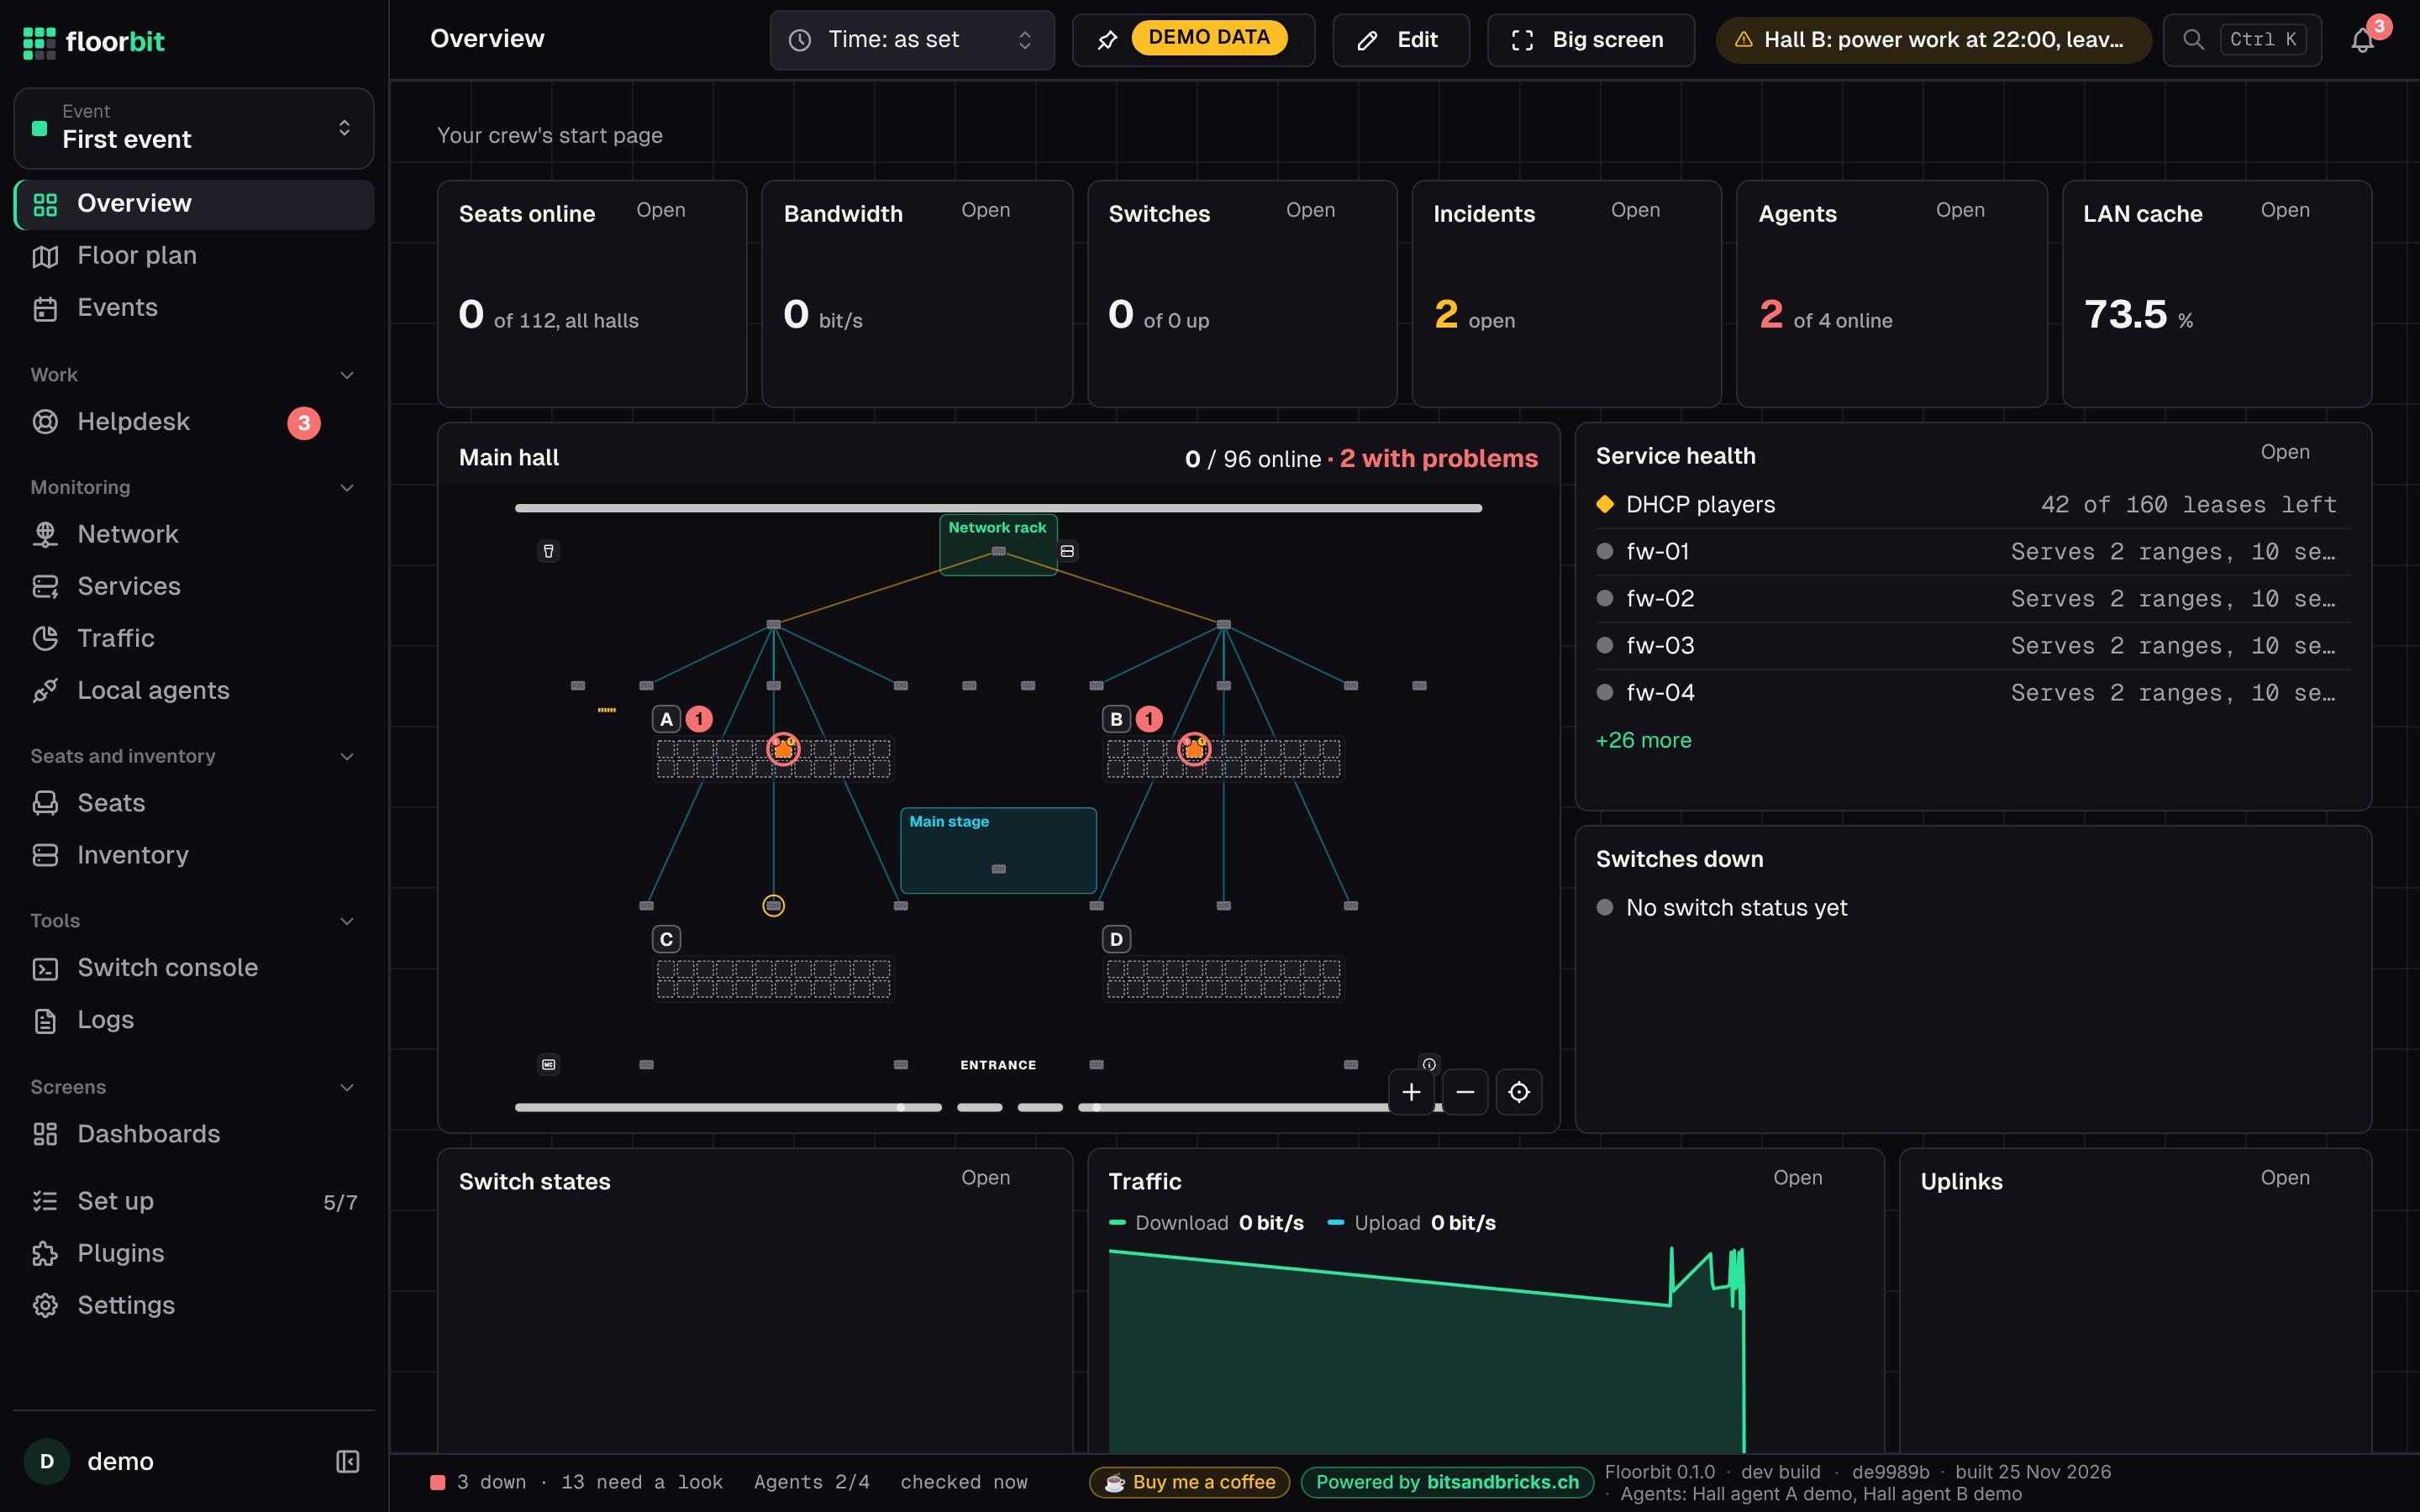 floorbit
Event
First event
Overview
Floor plan
Events
Work
Helpdesk
3
Monitoring
Network
Services
Traffic
Local agents
Seats and inventory
Seats
Inventory
Tools
Switch console
Logs
Screens
Dashboards
Set up 5/7
Plugins
Settings
D demo
Overview
Time: as set
DEMO DATA
Edit
Big screen
Hall B: power work at 22:00, leav...
Ctrl K
3
Your crew's start page
Seats online Open
0 of 112, all halls
Bandwidth Open
0 bit/s
Switches Open
0 of 0 up
Incidents Open
2 open
Agents Open
2 of 4 online
LAN cache Open
73.5 %
Main hall
0 / 96 online · 2 with problems
Network rack
A 1
B 1
Main stage
C
D
WC
ENTRANCE
Service health Open
DHCP players 42 of 160 leases left
fw-01 Serves 2 ranges, 10 se...
fw-02 Serves 2 ranges, 10 se...
fw-03 Serves 2 ranges, 10 se...
fw-04 Serves 2 ranges, 10 se...
+26 more
Switches down
No switch status yet
Switch states Open
Traffic Open
Download 0 bit/s Upload 0 bit/s
Uplinks Open
3 down · 13 need a look Agents 2/4 checked now
Buy me a coffee
Powered by bitsandbricks.ch
Floorbit 0.1.0 · dev build · de9989b · built 25 Nov 2026
· Agents: Hall agent A demo, Hall agent B demo